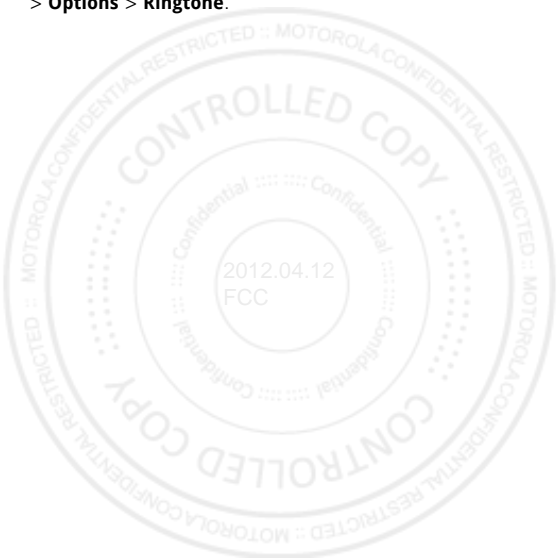 > Options > Ringtone.
MOTOROLA CONFIDENTIAL RESTRICTED :: MOTOROLA CONFIDENTIAL RESTRICTED :: MOTOROLA CONFIDENTIAL RESTRICTED :: MOTOROLA CONFIDENTIAL RESTRICTED ::
CONTROLLED COPY
CONTROLLED COPY
Confidential :::: :::: Confidential :::: :::: Confidential :::: :::: Confidential :::: ::::
2012.04.12
FCC